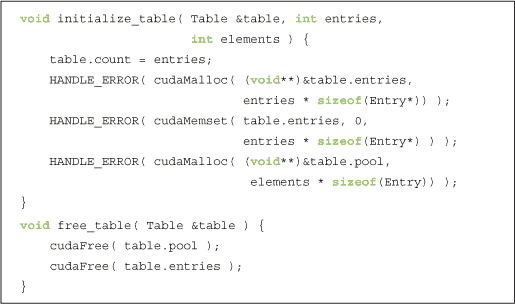 void initialize_table( Table &table, int entries,
                       int elements ) {
    table.count = entries;
    HANDLE_ERROR( cudaMalloc( (void**)&table.entries,
                              entries * sizeof(Entry*)) );
    HANDLE_ERROR( cudaMemset( table.entries, 0,
                              entries * sizeof(Entry*) ) );
    HANDLE_ERROR( cudaMalloc( (void**)&table.pool,
                               elements * sizeof(Entry)) );
}
void free_table( Table &table ) {
    cudaFree( table.pool );
    cudaFree( table.entries );
}